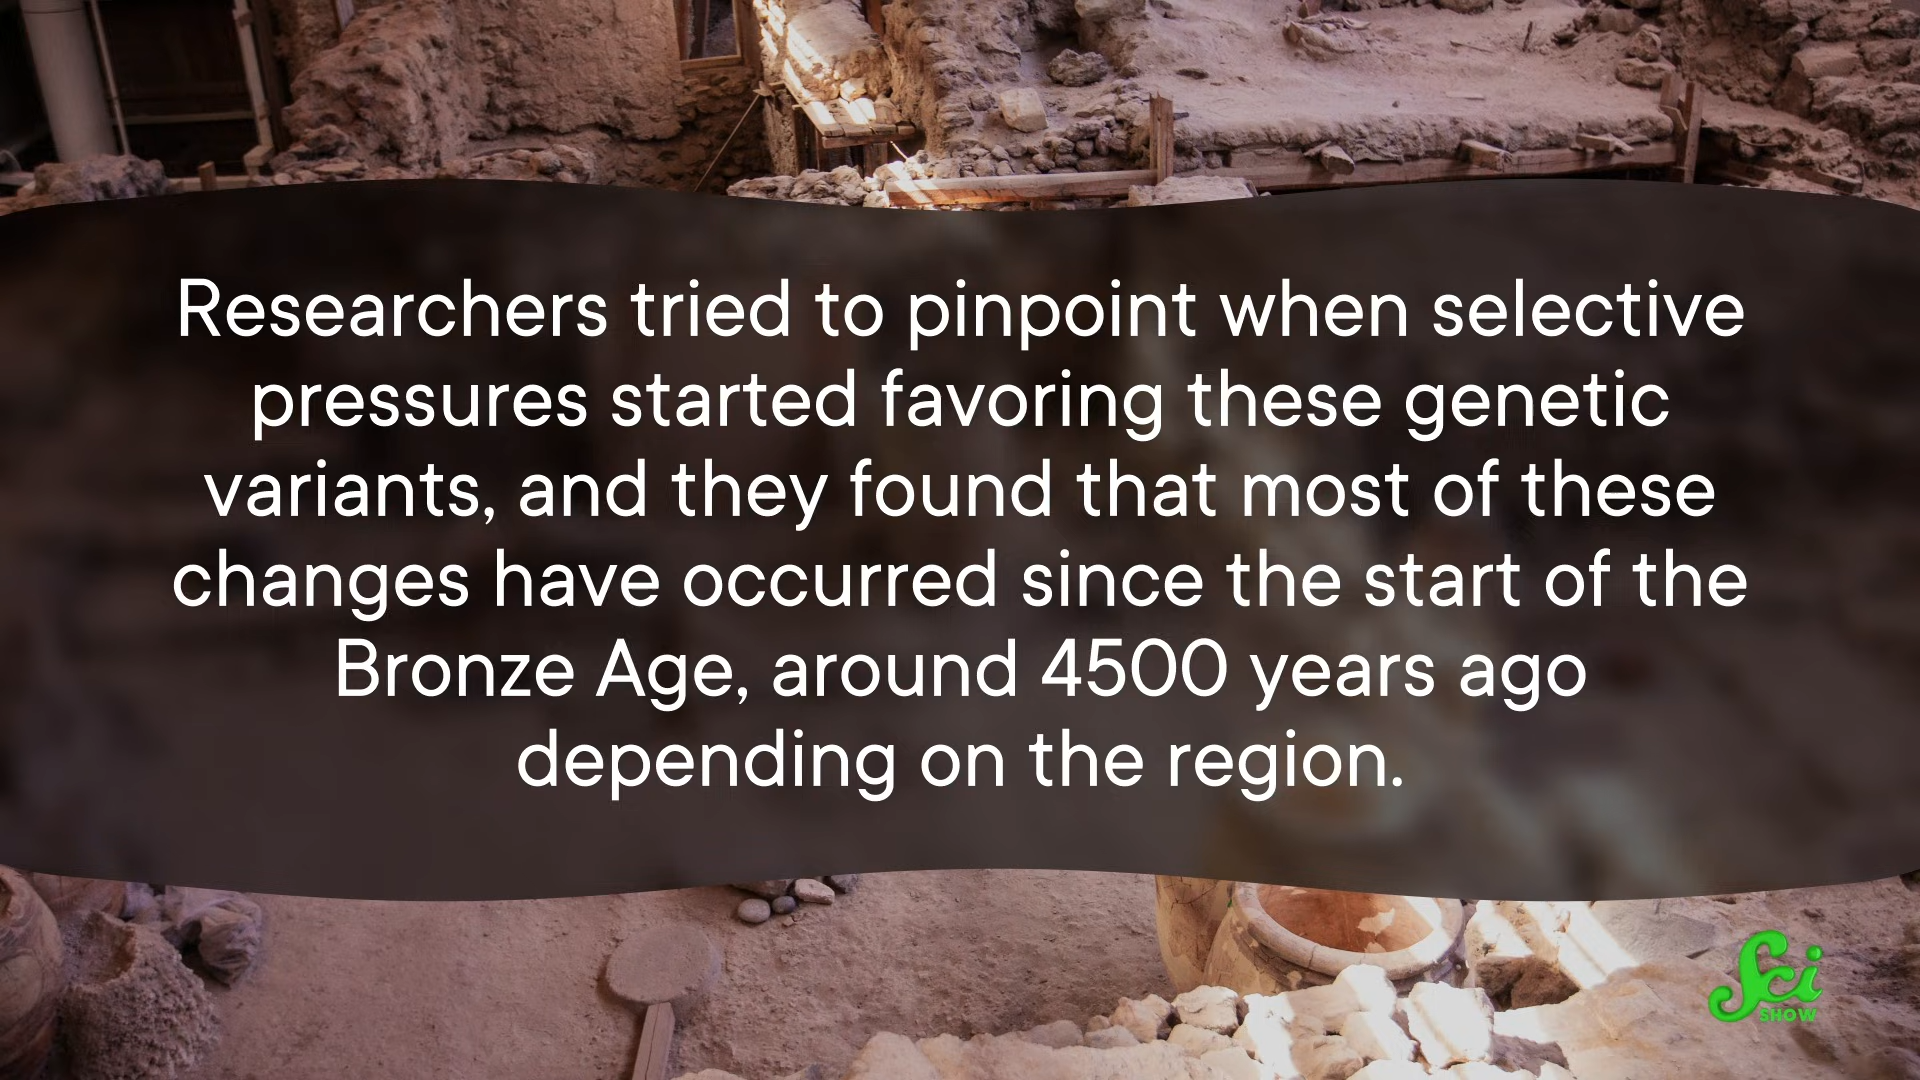 Researchers tried to pinpoint when selective
pressures started favoring these genetic
variants, and they found that most of these
changes have occurred since the start of the
Bronze Age, around 4500 years ago
depending on the region.
Sci
SHOW